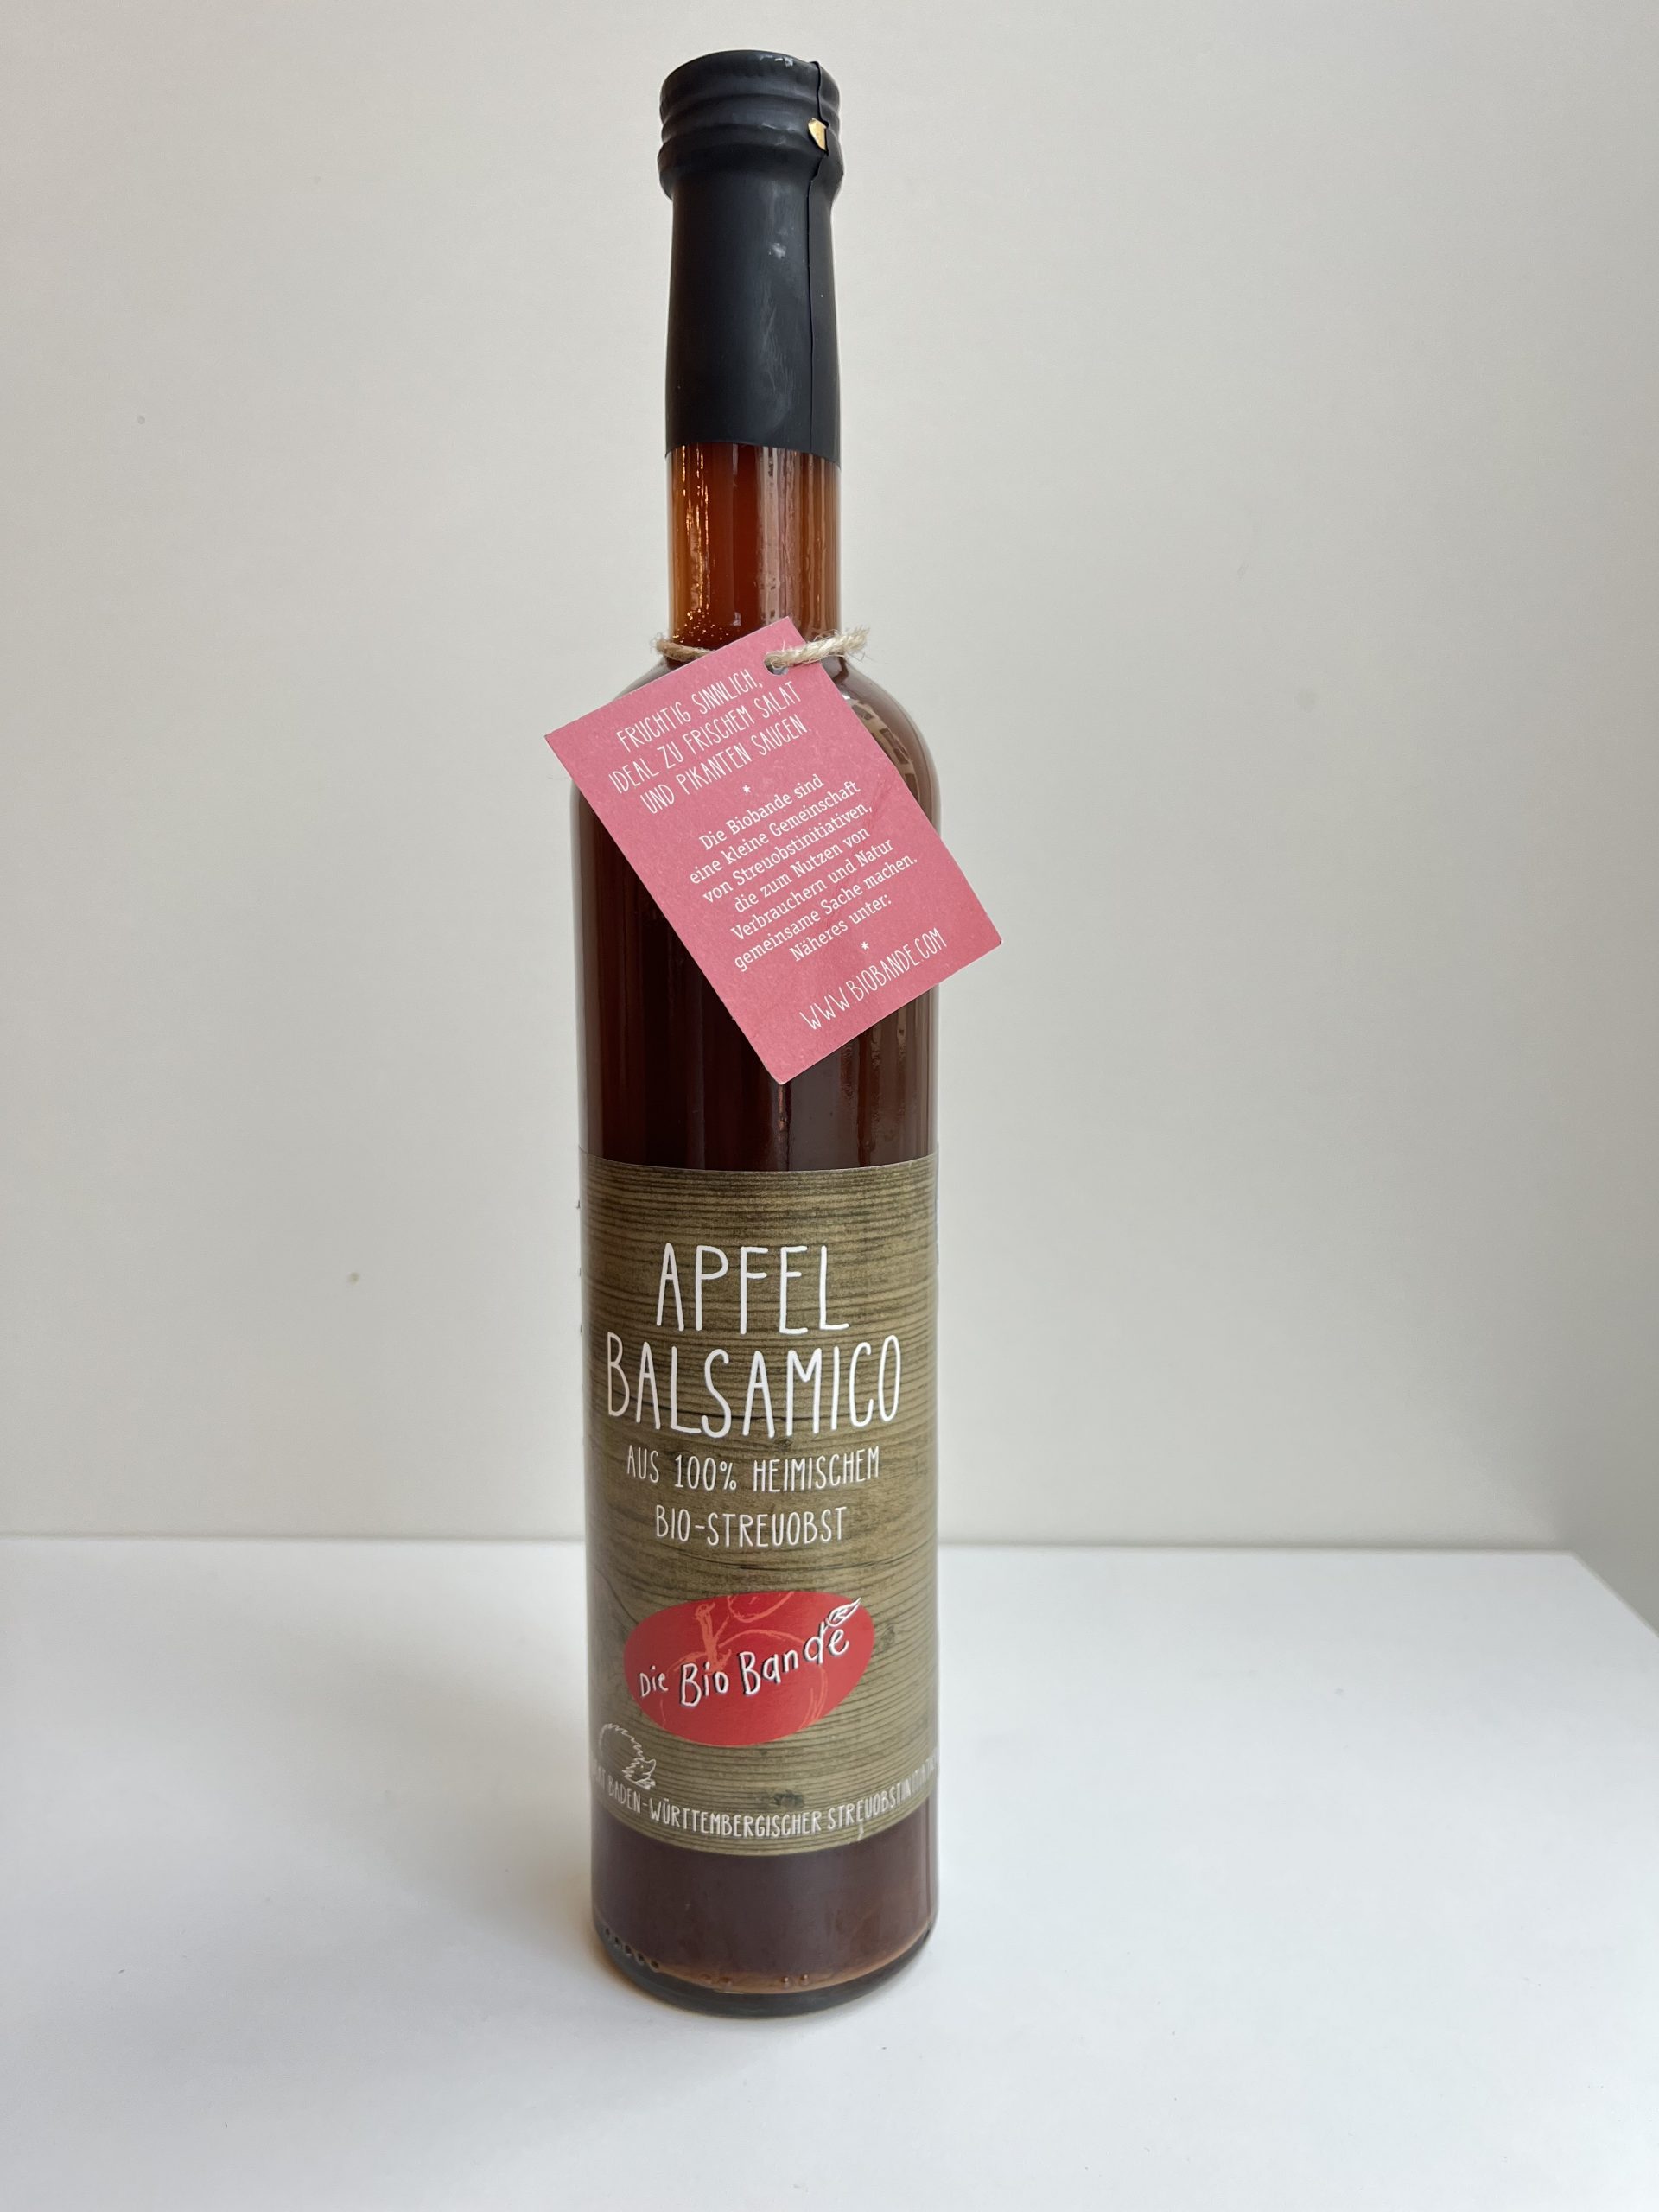 FRUCHTIG SINNLICH,
IDEAL ZU FRISCHEM SALAT
UND PIKANTEN SAUCEN
*
Die Biobande sind
eine kleine Gemeinschaft
von Streuobstinitiativen,
die zum Nutzen von
Verbrauchern und Natur
gemeinsame Sache machen.
Näheres unter:
*
WWW.BIOBANDE.COM
APFEL
BALSAMICO
AUS 100% HEIMISCHEM
BIO-STREUOBST
Die Bio Bande
BADEN-WÜRTTEMBERGISCHER